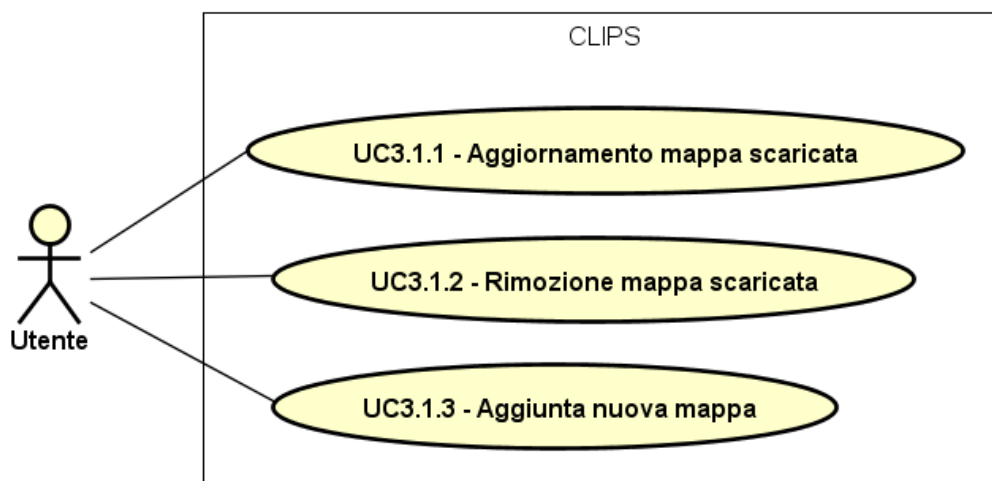 CLIPS
UC3.1.1 - Aggiornamento mappa scaricata
UC3.1.2 - Rimozione mappa scaricata
Utente
UC3.1.3 - Aggiunta nuova mappa